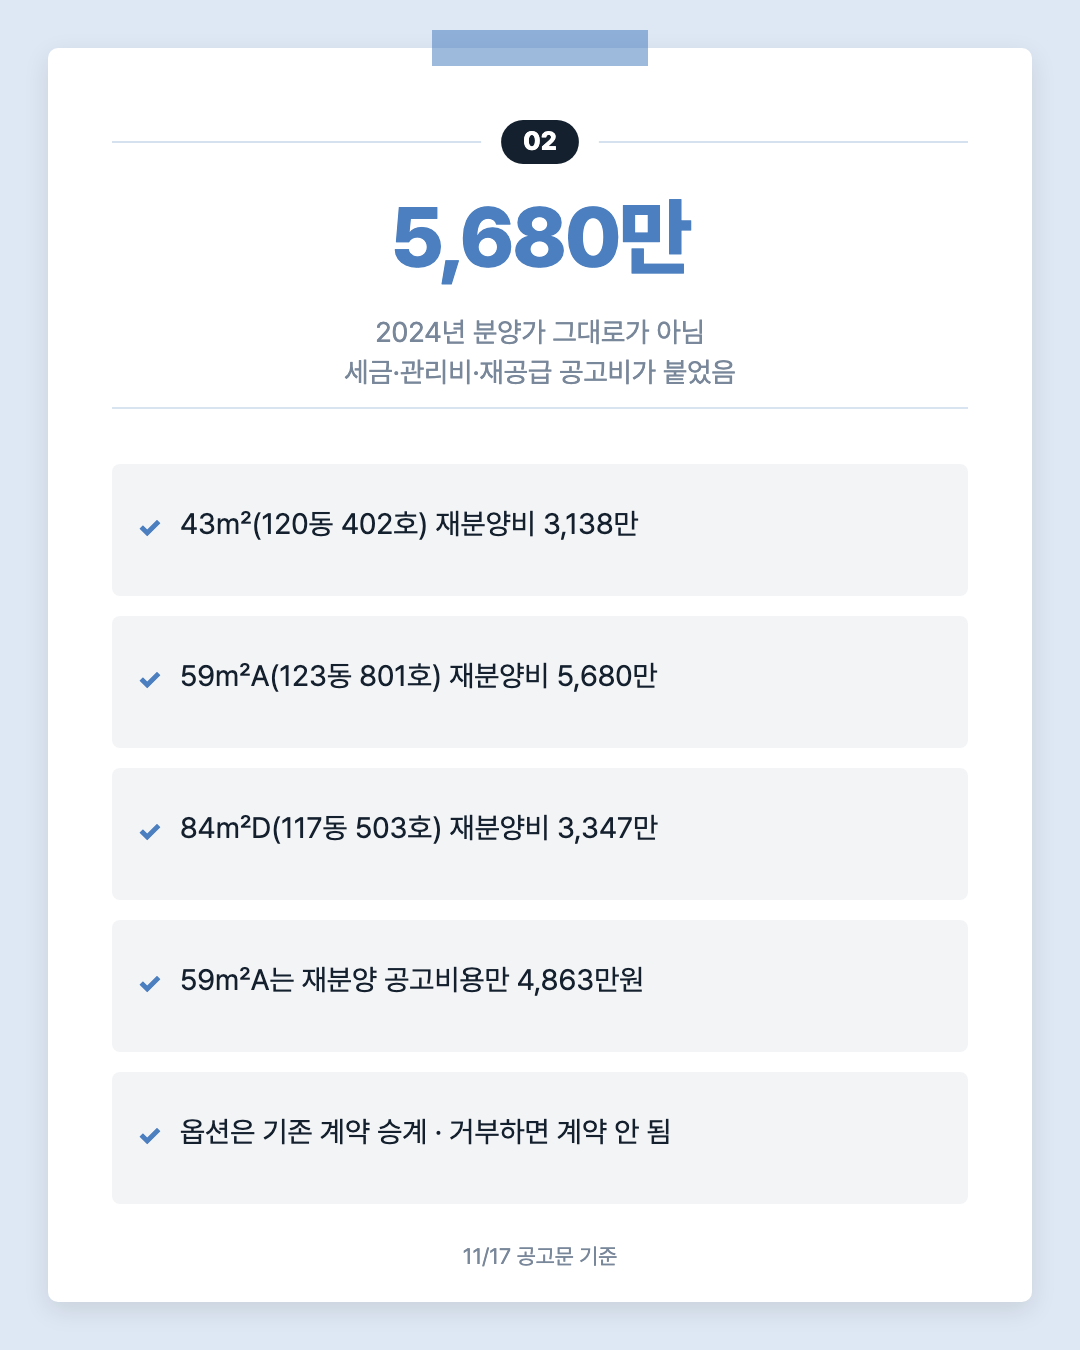 02
5,680만
2024년 분양가 그대로가 아님
세금·관리비·재공급 공고비가 붙었음
43m²(120동 402호) 재분양비 3,138만
59m²A(123동 801호) 재분양비 5,680만
84m²D(117동 503호) 재분양비 3,347만
59m²A는 재분양 공고비용만 4,863만원
옵션은 기존 계약 승계 · 거부하면 계약 안 됨
11/17 공고문 기준